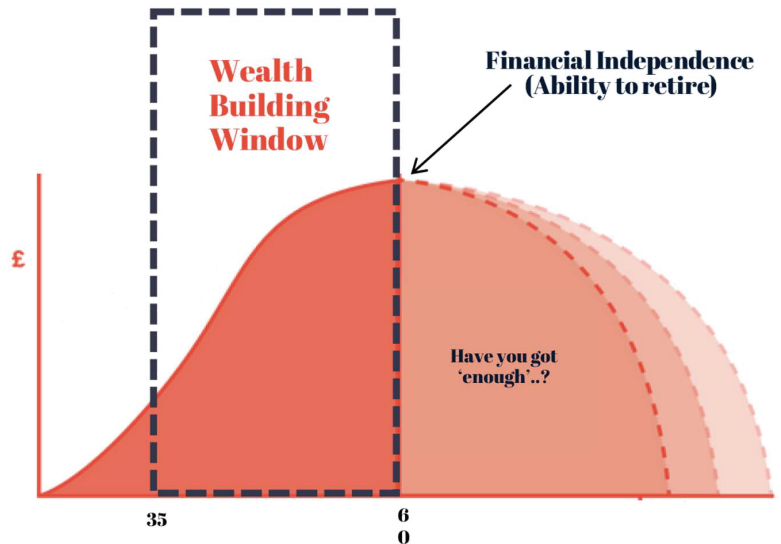 Wealth
Building
Window
Financial Independence
(Ability to retire)
£
Have you got
‘enough’..?
35
6
0